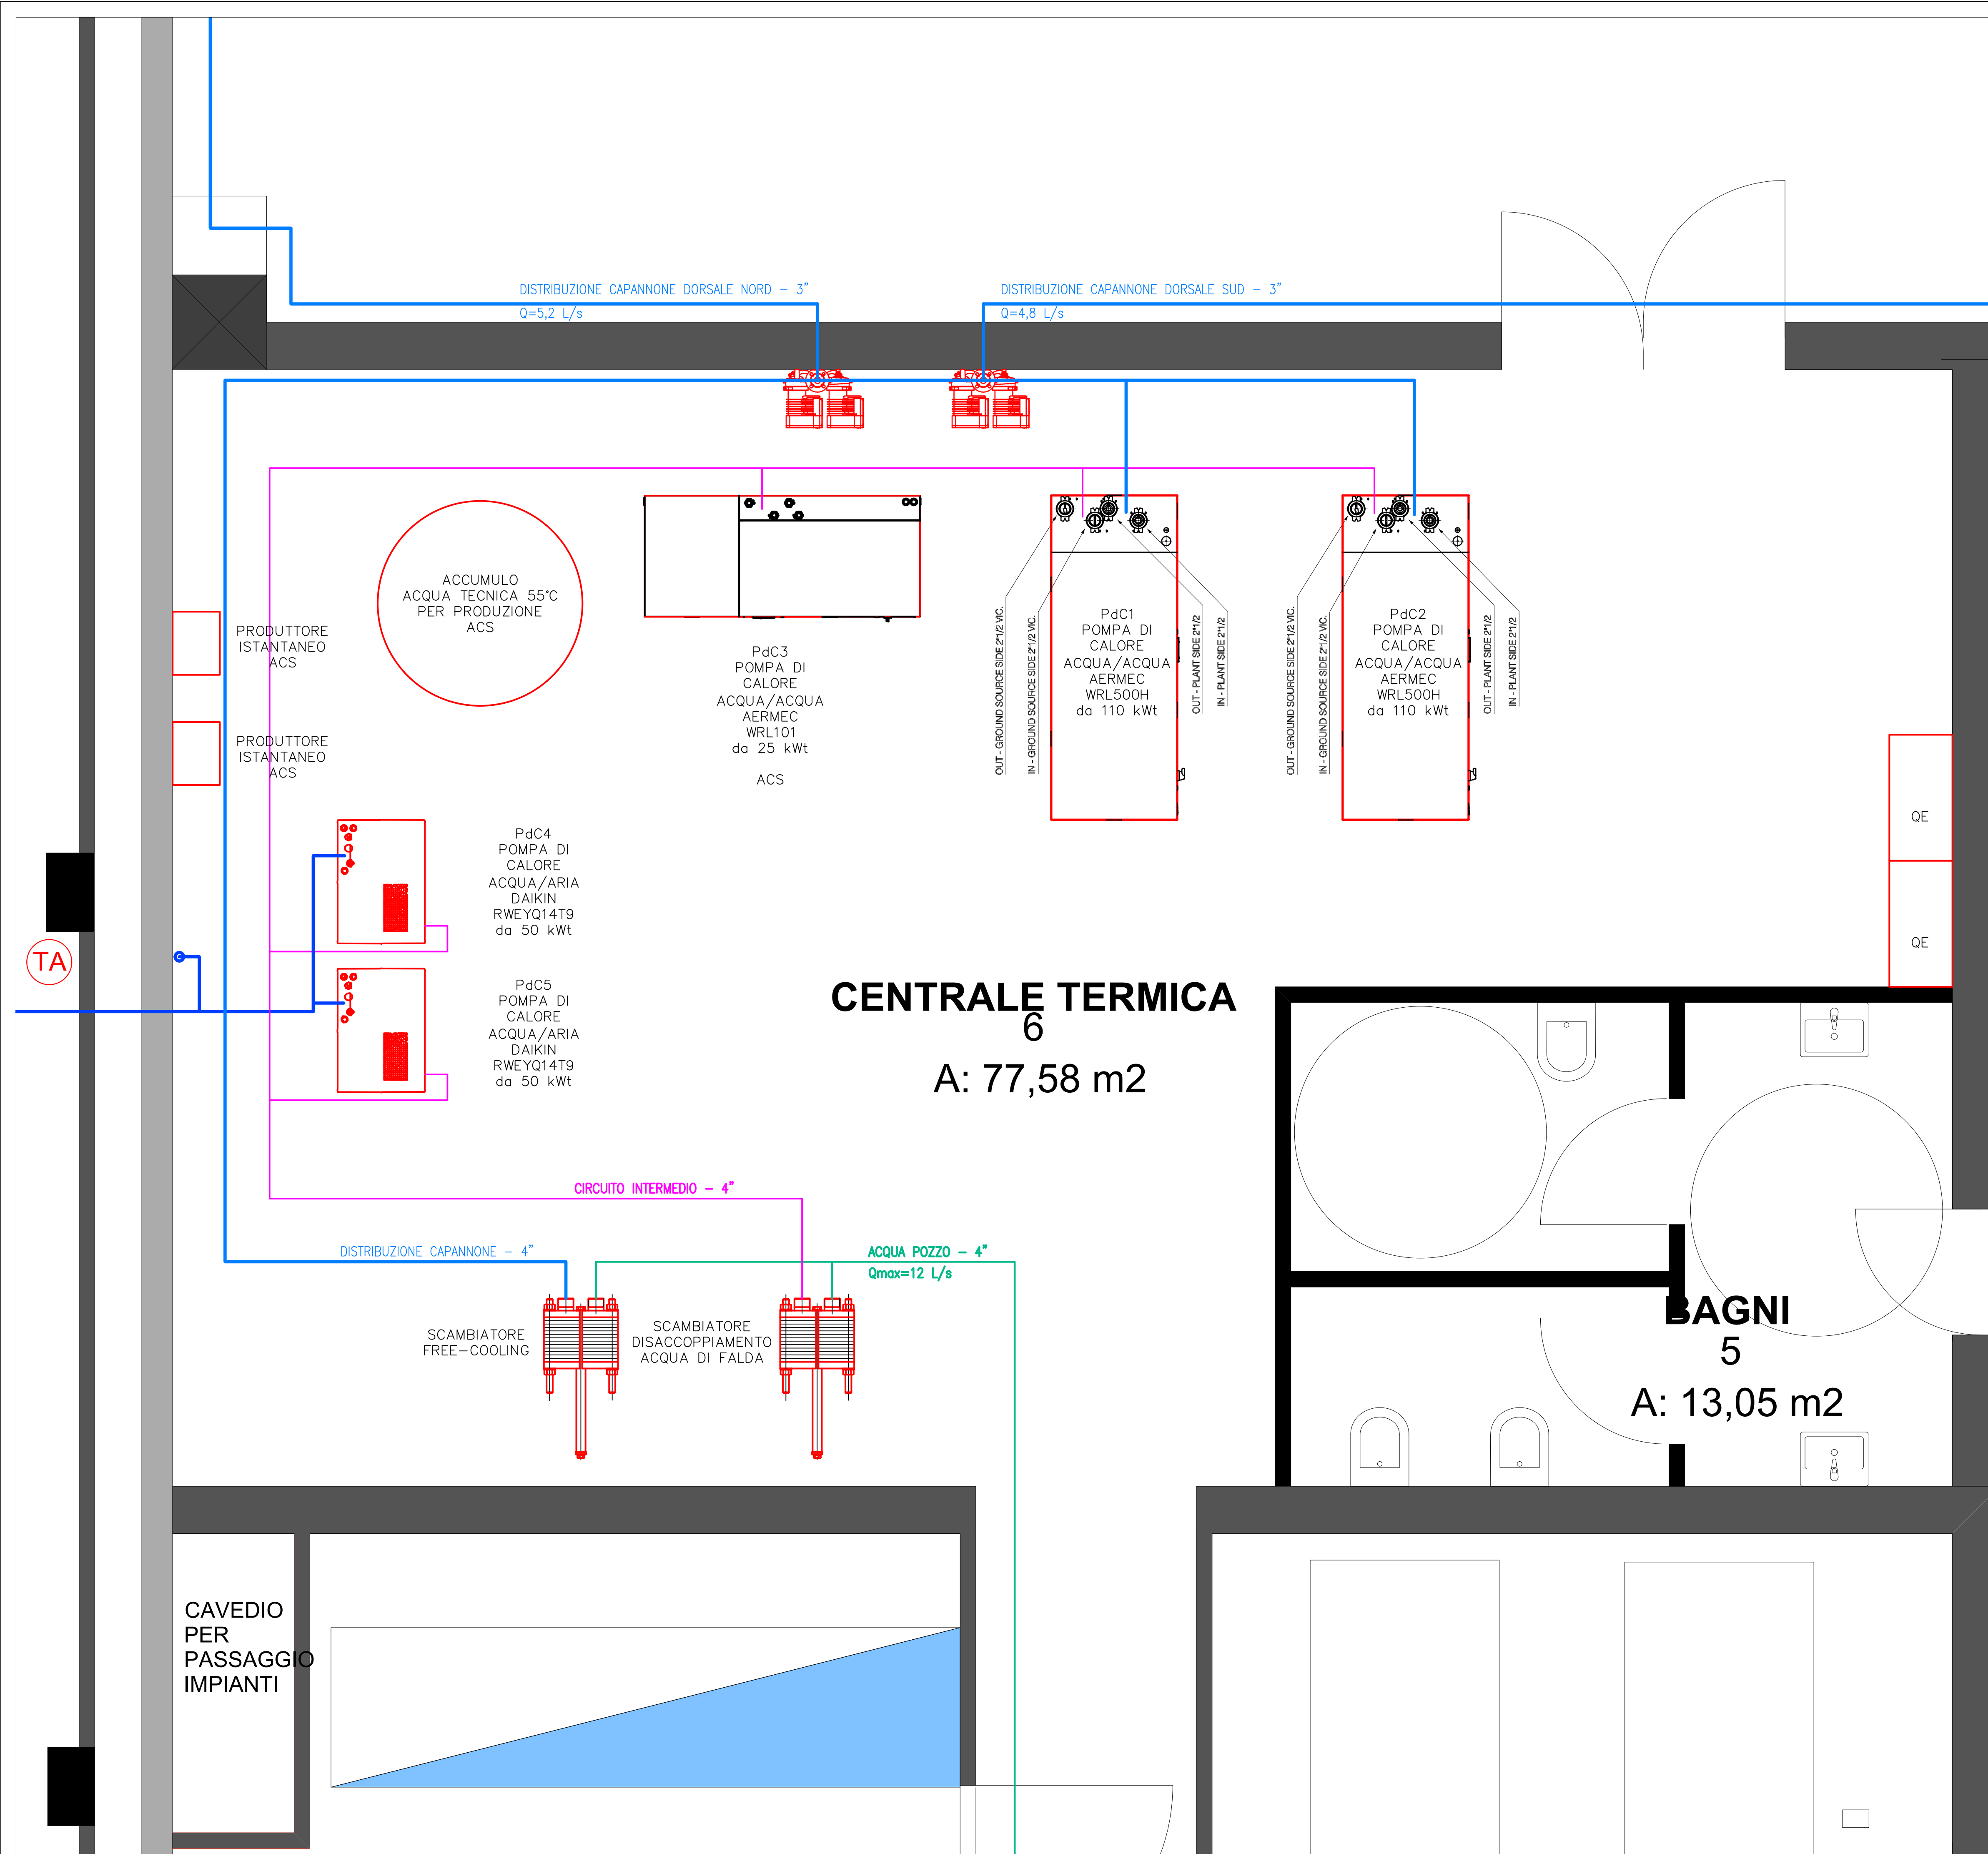 DISTRIBUZIONE CAPANNONE DORSALE NORD – 3"
Q=5,2 L/s
DISTRIBUZIONE CAPANNONE DORSALE SUD – 3"
Q=4,8 L/s
ACCUMULO
ACQUA TECNICA 55°C
PER PRODUZIONE
ACS
PRODUTTORE
ISTANTANEO
ACS
PRODUTTORE
ISTANTANEO
ACS
PdC3
POMPA DI
CALORE
ACQUA/ACQUA
AERMEC
WRL101
da 25 kWt
ACS
OUT - GROUND SOURCE SIDE 2"1/2 VIC.
IN - GROUND SOURCE SIDE 2"1/2 VIC.
PdC1
POMPA DI
CALORE
ACQUA/ACQUA
AERMEC
WRL500H
da 110 kWt
OUT - PLANT SIDE 2"1/2
IN - PLANT SIDE 2"1/2
OUT - GROUND SOURCE SIDE 2"1/2 VIC.
IN - GROUND SOURCE SIDE 2"1/2 VIC.
PdC2
POMPA DI
CALORE
ACQUA/ACQUA
AERMEC
WRL500H
da 110 kWt
OUT - PLANT SIDE 2"1/2
IN - PLANT SIDE 2"1/2
QE
QE
PdC4
POMPA DI
CALORE
ACQUA/ARIA
DAIKIN
RWEYQ14T9
da 50 kWt
TA
PdC5
POMPA DI
CALORE
ACQUA/ARIA
DAIKIN
RWEYQ14T9
da 50 kWt
CENTRALE TERMICA
6
A: 77,58 m2
CIRCUITO INTERMEDIO – 4"
DISTRIBUZIONE CAPANNONE – 4"
ACQUA POZZO – 4"
Qmax=12 L/s
SCAMBIATORE
FREE–COOLING
SCAMBIATORE
DISACCOPPIAMENTO
ACQUA DI FALDA
BAGNI
5
A: 13,05 m2
CAVEDIO
PER
PASSAGGIO
IMPIANTI